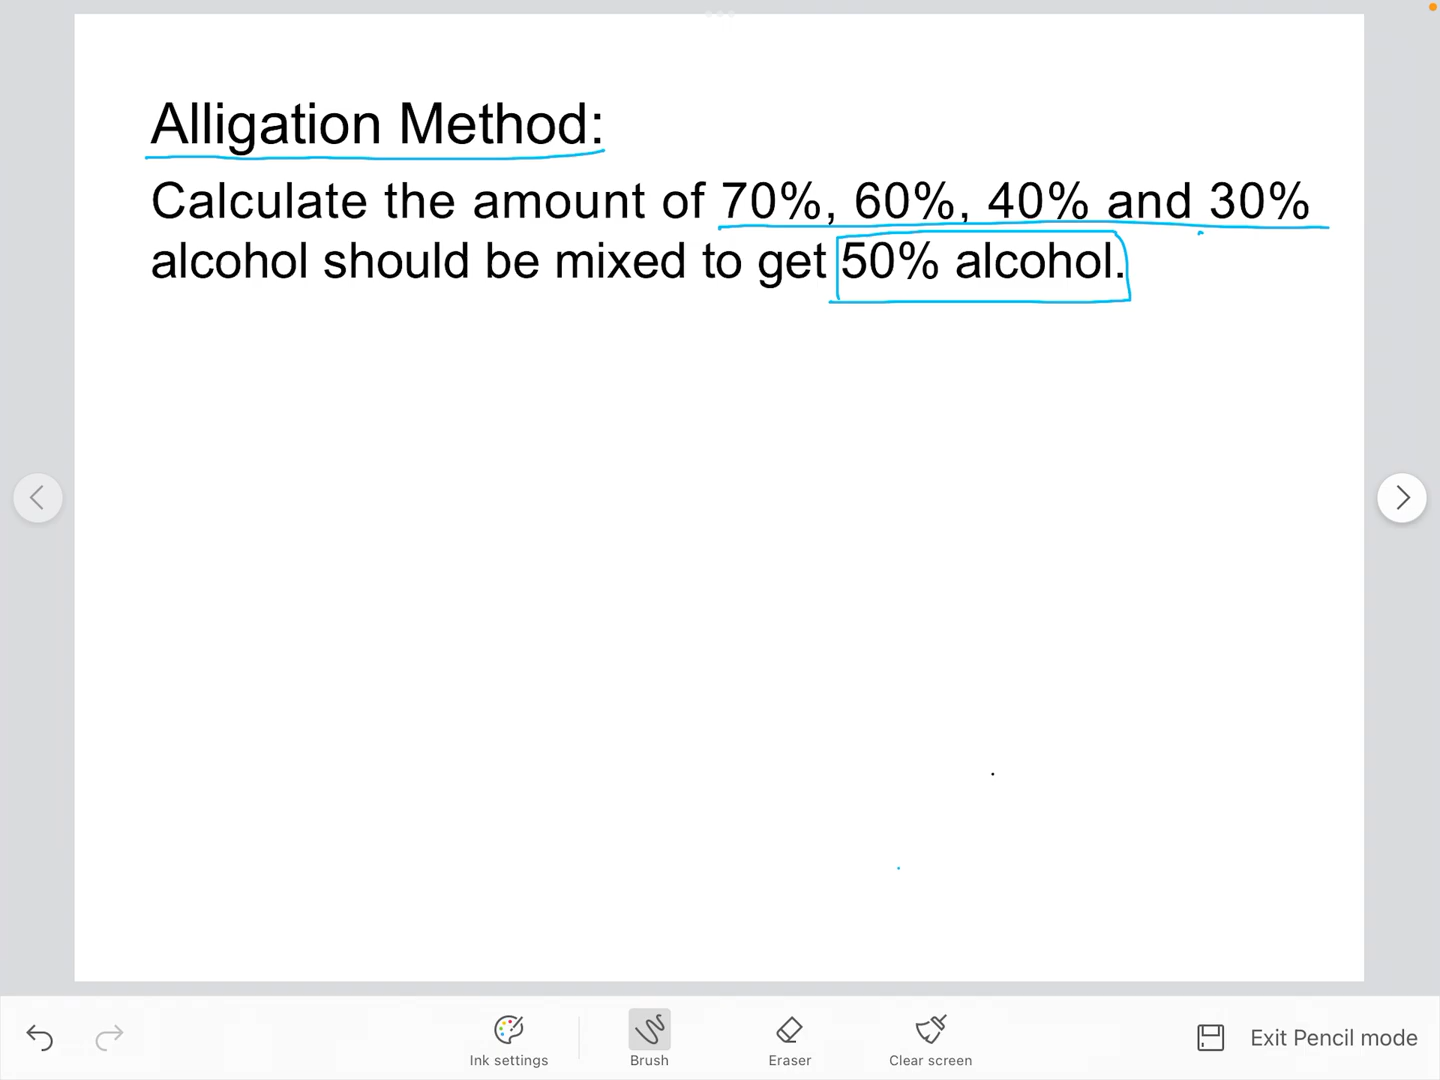 Alligation Method:
Calculate the amount of 70%, 60%, 40% and 30%
alcohol should be mixed to get 50% alcohol.
Ink settings
Brush
Eraser
Clear screen
Exit Pencil mode